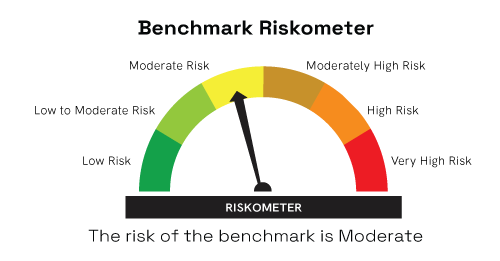 Benchmark Riskometer
Moderate Risk
Moderately High Risk
Low to Moderate Risk
High Risk
Low Risk
Very High Risk
RISKOMETER
The risk of the benchmark is Moderate